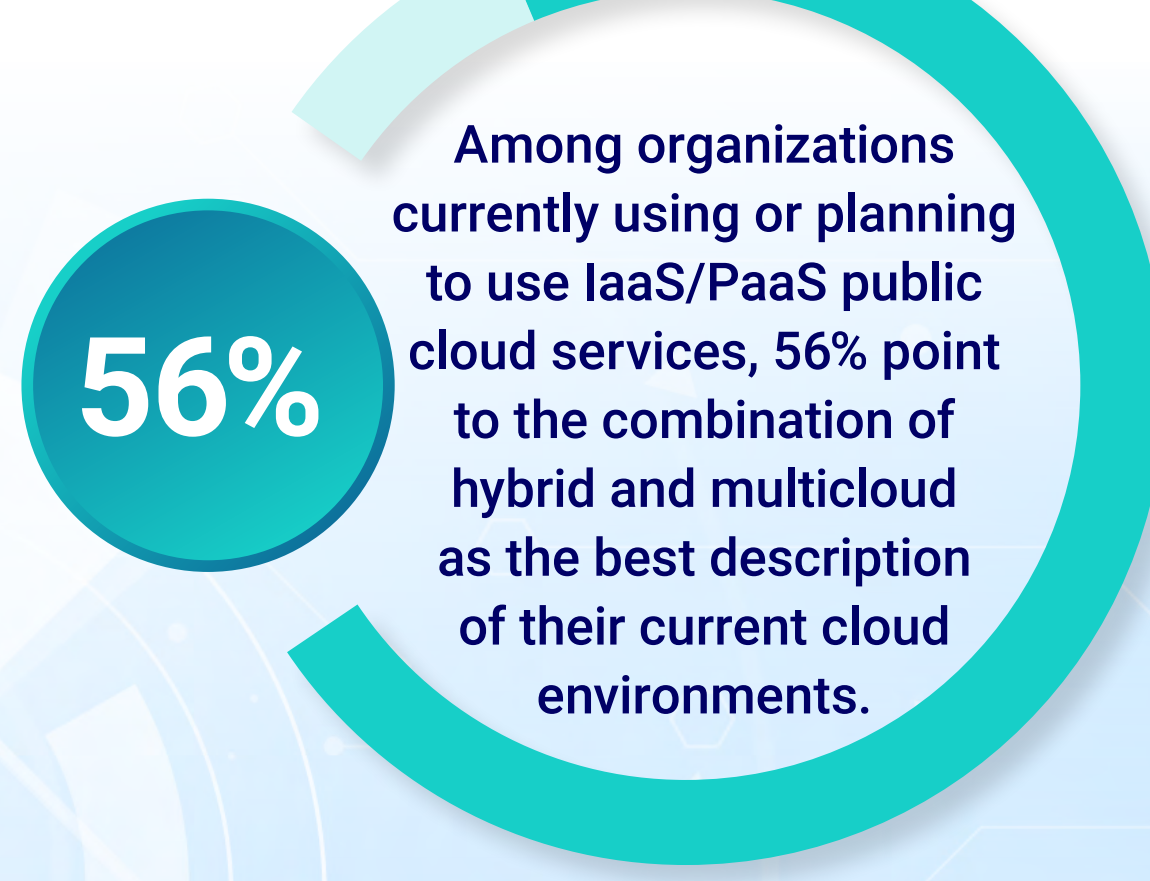 56%
Among organizations
currently using or planning
to use IaaS/PaaS public
cloud services, 56% point
to the combination of
hybrid and multicloud
as the best description
of their current cloud
environments.